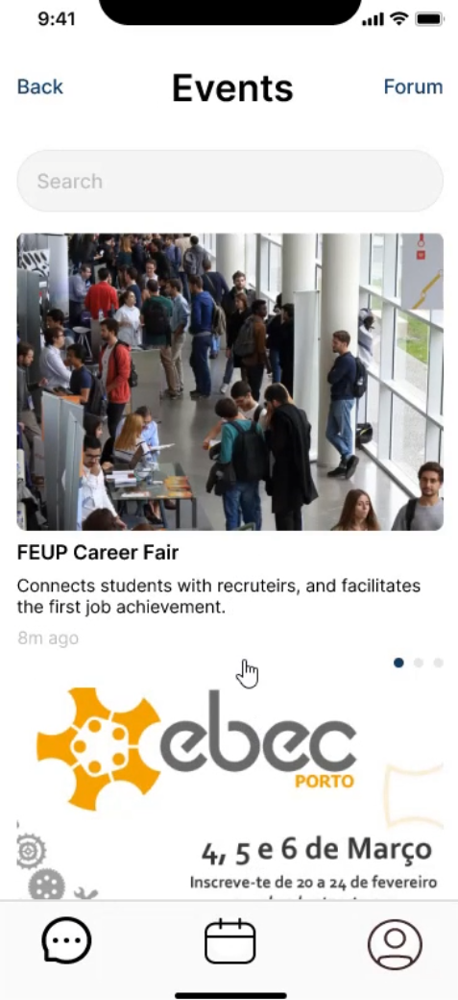 9:41
Back
Events
Forum
Search
FEUP Career Fair
Connects students with recruteirs, and facilitates
the first job achievement.
8m ago
ebec
PORTO
4, 5 e 6 de Março
Inscreve-te de 20 a 24 de fevereiro